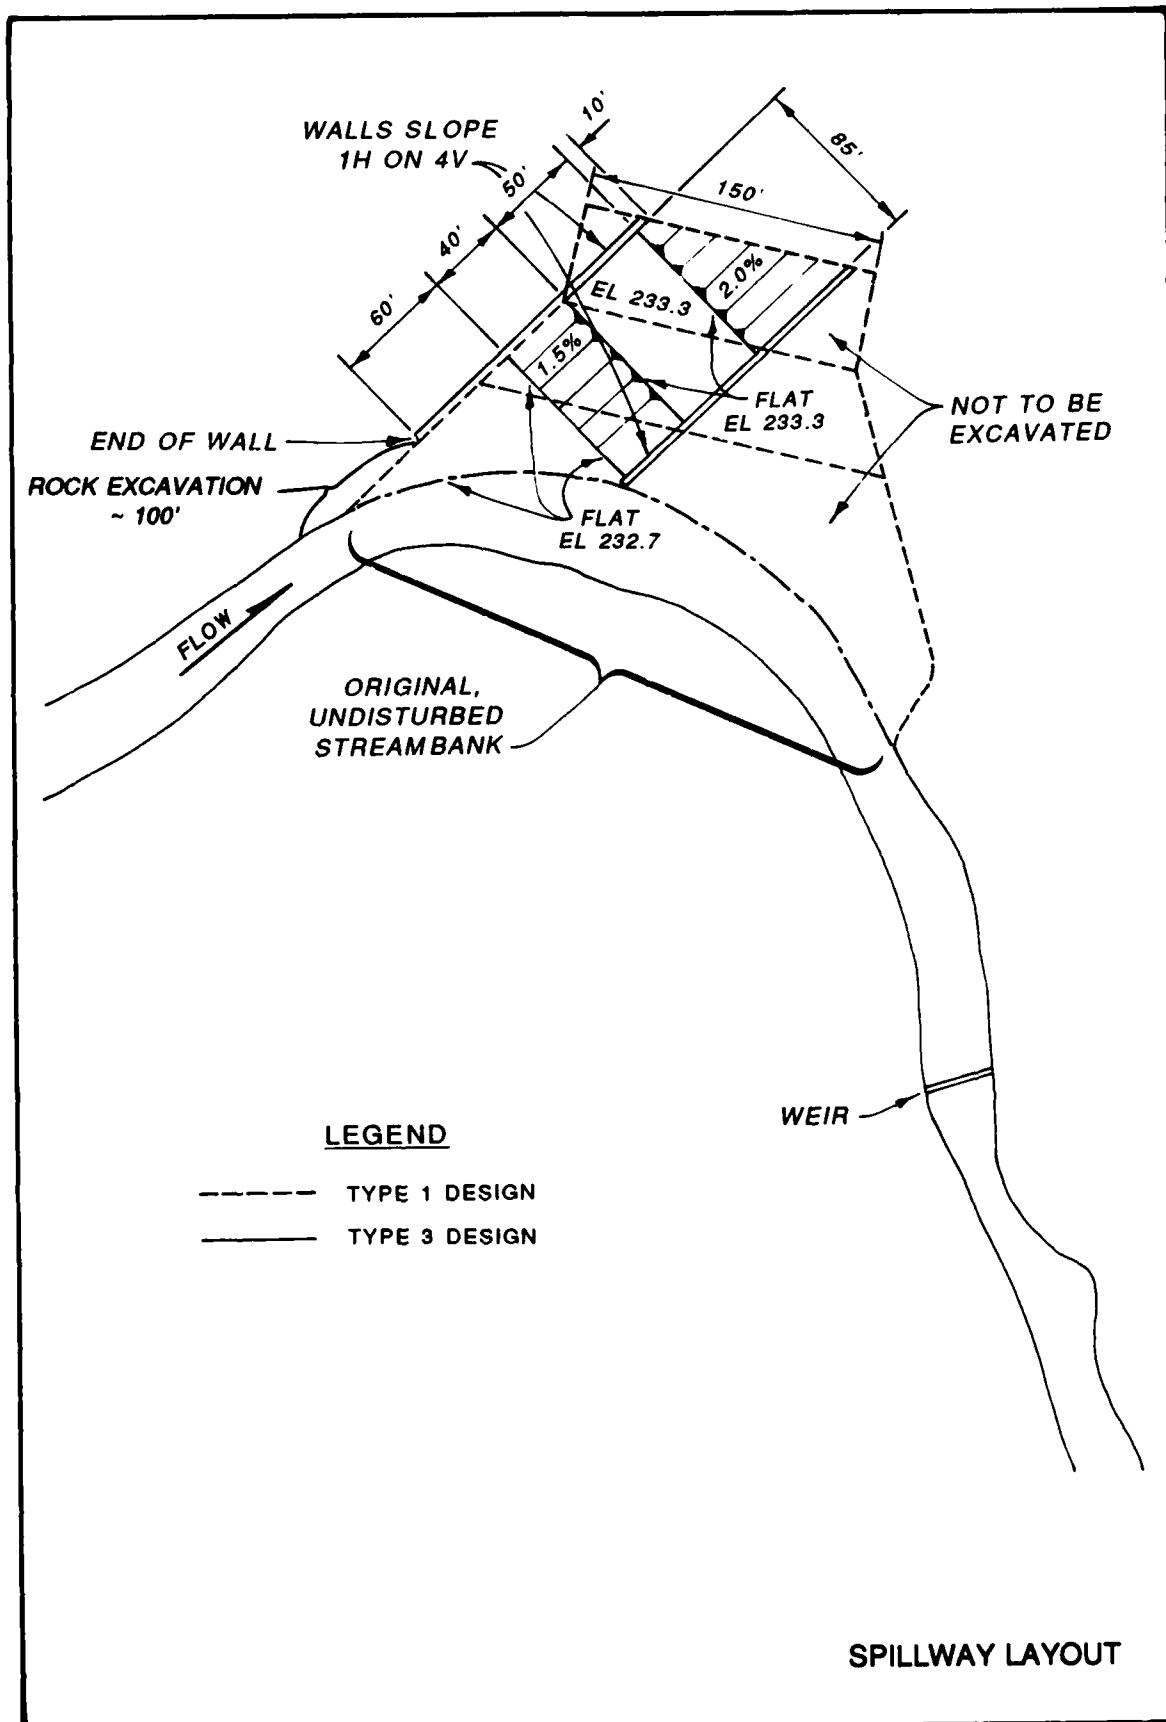 10'
WALLS SLOPE
1H ON 4V
85'
50'
150'
40'
2.0%
60'
EL 233.3
1.5%
FLAT
EL 233.3
NOT TO BE
EXCAVATED
END OF WALL
ROCK EXCAVATION
~ 100'
FLAT
EL 232.7
FLOW
ORIGINAL,
UNDISTURBED
STREAMBANK
WEIR
LEGEND
TYPE 1 DESIGN
TYPE 3 DESIGN
SPILLWAY LAYOUT